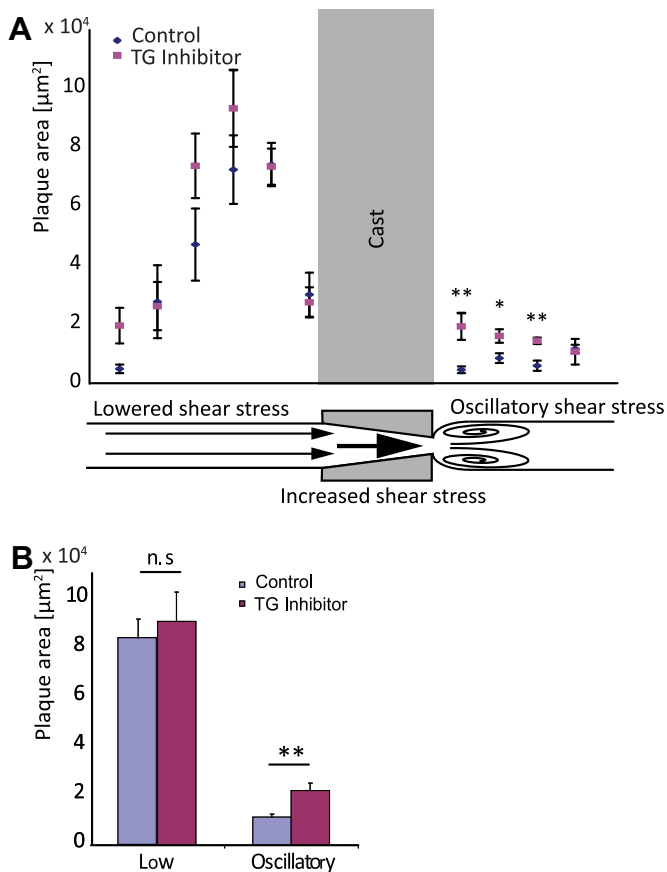 A
x 10⁴
Control
TG Inhibitor
Plaque area [µm²]
10
8
6
4
2
0
Cast
**
*
**
Lowered shear stress
Oscillatory shear stress
Increased shear stress
B
x 10⁴
n.s
Control
TG Inhibitor
Plaque area [µm²]
10
8
6
4
2
0
**
Low
Oscillatory